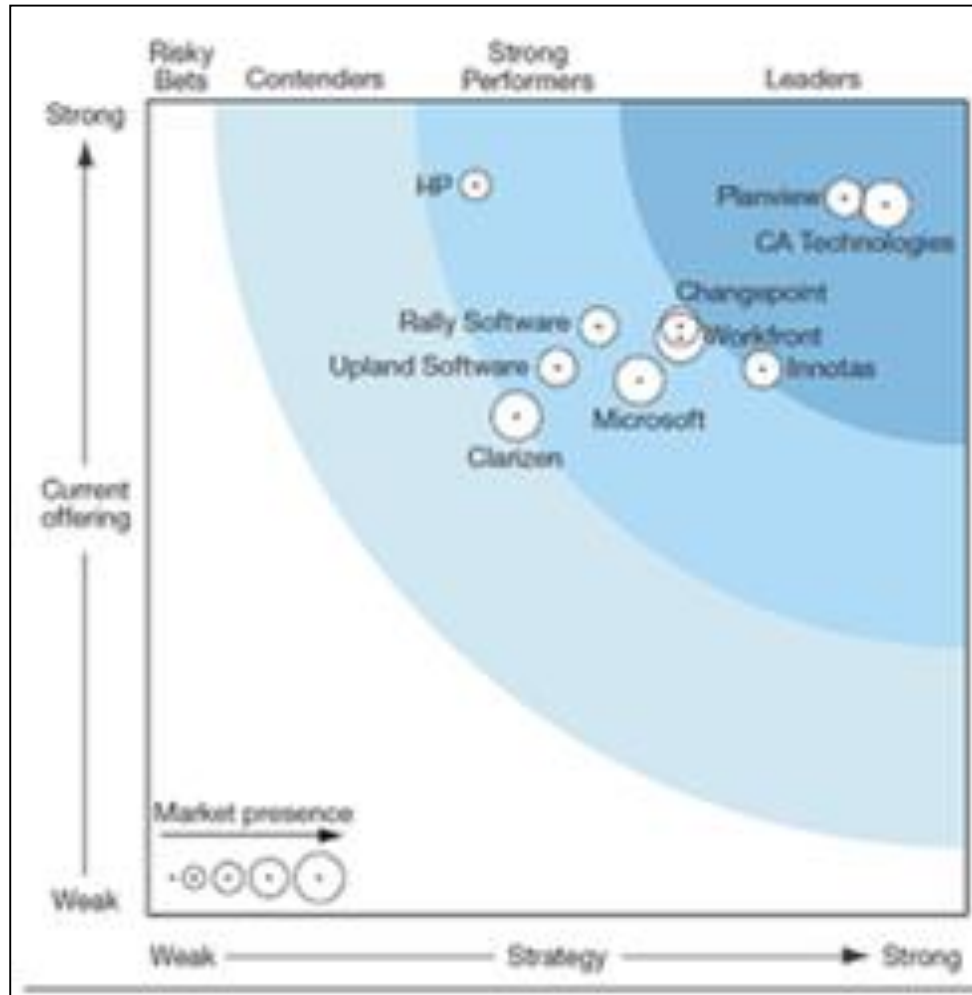 Risky
Bets
Contenders
Strong
Performers
Leaders
Strong
HP
Planview
CA Technologies
Changepoint
Rally Software
Workfront
Upland Software
Innotas
Microsoft
Clarizen
Current
offering
Market presence
Weak
Weak
Strategy
Strong